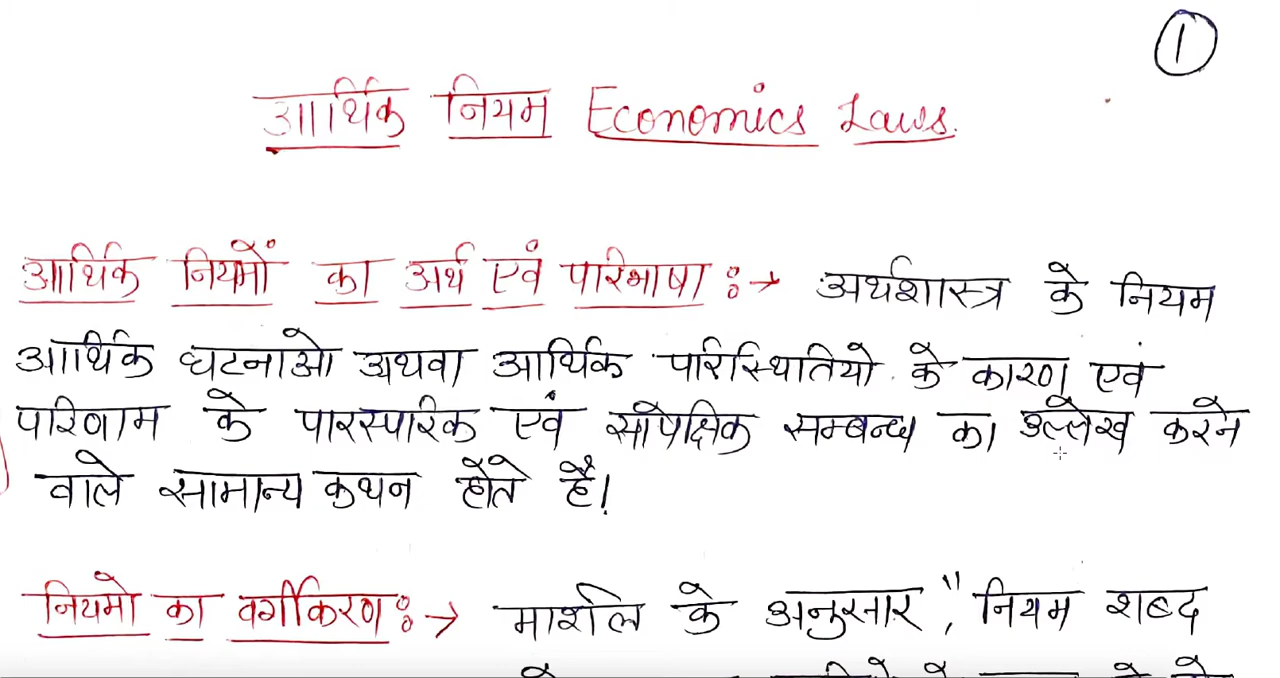 1
आर्थिक नियम Economics Laws.
आर्थिक नियमों का अर्थ एवं परिभाषा :→ अर्थशास्त्र के नियम
आर्थिक घटनाओ अथवा आर्थिक परिस्थितियो के कारण एवं
परिणाम के पारस्परिक एवं सापेक्षिक सम्बन्ध का उल्लेख करने
वाले सामान्य कथन होते है।
नियमो का वर्गीकरण :→ मार्शल के अनुसार, "नियम शब्द